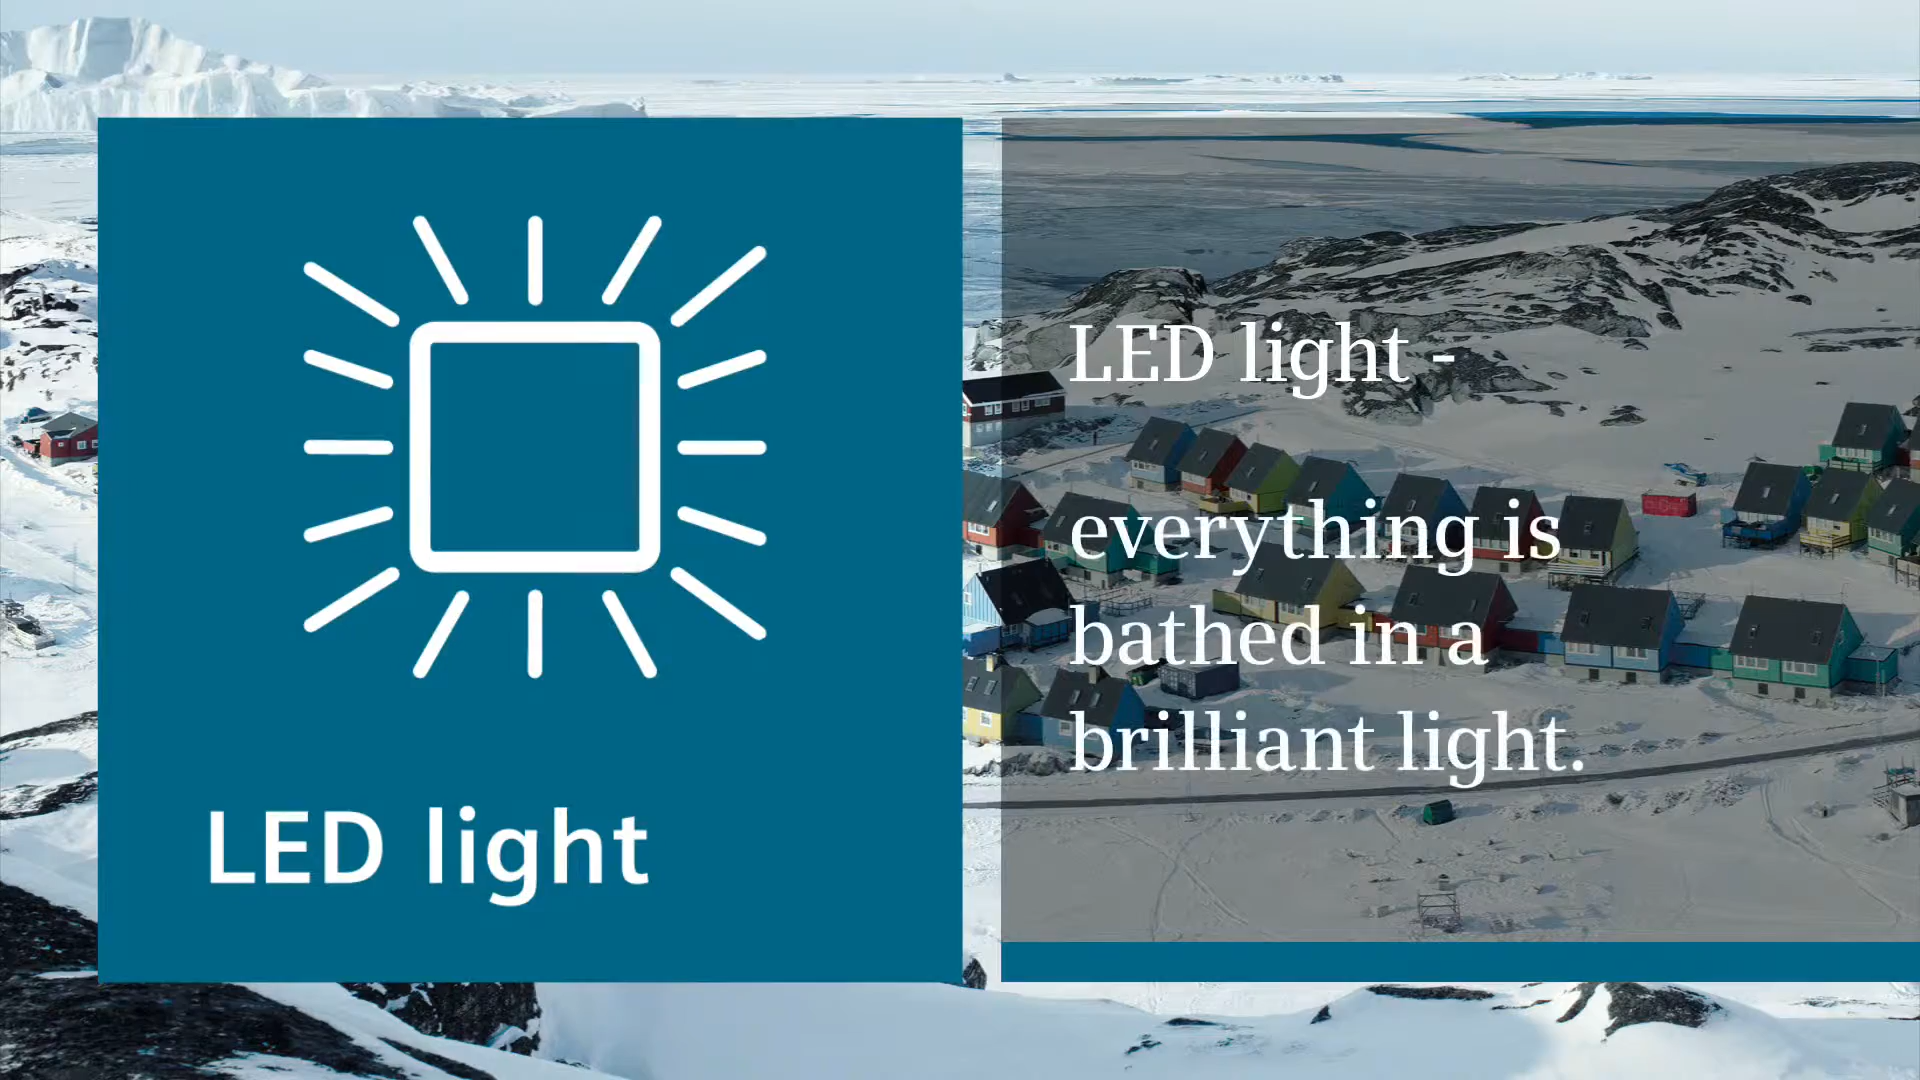 LED light
LED light -
everything is
bathed in a
brilliant light.